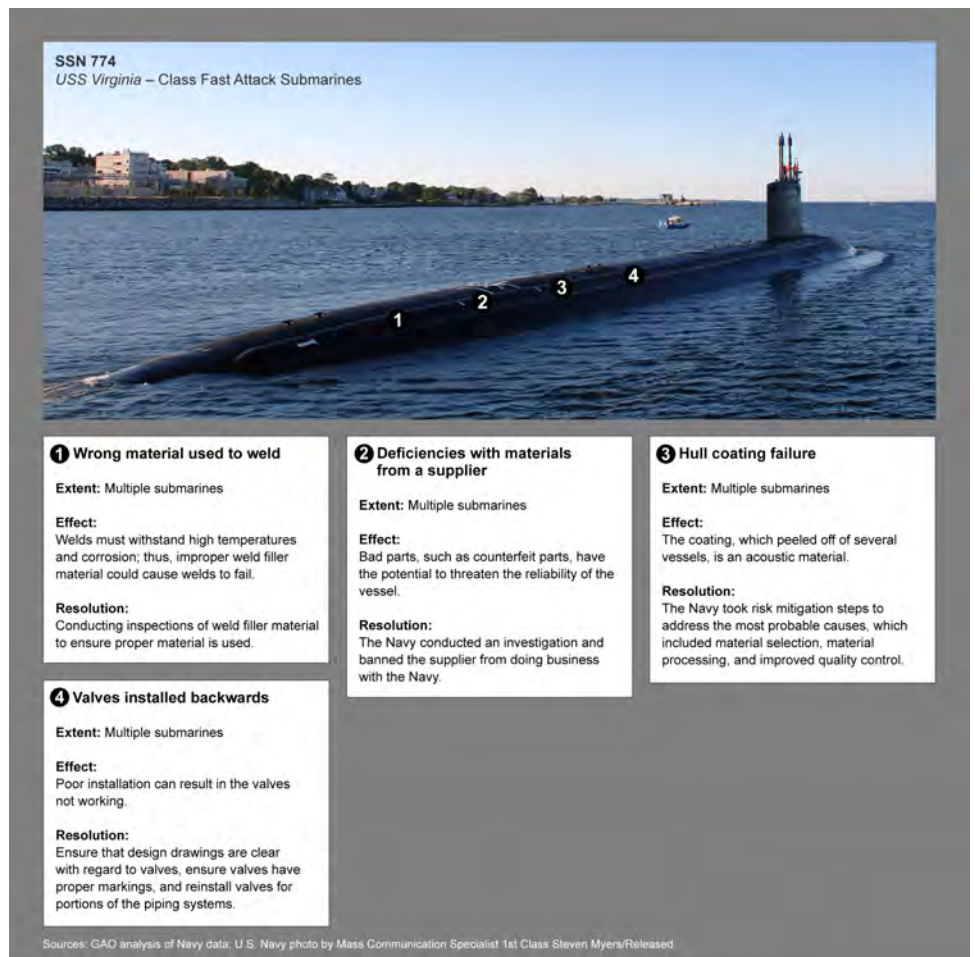 SSN 774
USS Virginia – Class Fast Attack Submarines
1
2
3
4
1 Wrong material used to weld
Extent: Multiple submarines
Effect:
Welds must withstand high temperatures
and corrosion; thus, improper weld filler
material could cause welds to fail.
Resolution:
Conducting inspections of weld filler material
to ensure proper material is used.
2 Deficiencies with materials
from a supplier
Extent: Multiple submarines
Effect:
Bad parts, such as counterfeit parts, have
the potential to threaten the reliability of the
vessel.
Resolution:
The Navy conducted an investigation and
banned the supplier from doing business
with the Navy.
3 Hull coating failure
Extent: Multiple submarines
Effect:
The coating, which peeled off of several
vessels, is an acoustic material.
Resolution:
The Navy took risk mitigation steps to
address the most probable causes, which
included material selection, material
processing, and improved quality control.
4 Valves installed backwards
Extent: Multiple submarines
Effect:
Poor installation can result in the valves
not working.
Resolution:
Ensure that design drawings are clear
with regard to valves, ensure valves have
proper markings, and reinstall valves for
portions of the piping systems.
Sources: GAO analysis of Navy data; U.S. Navy photo by Mass Communication Specialist 1st Class Steven Myers/Released